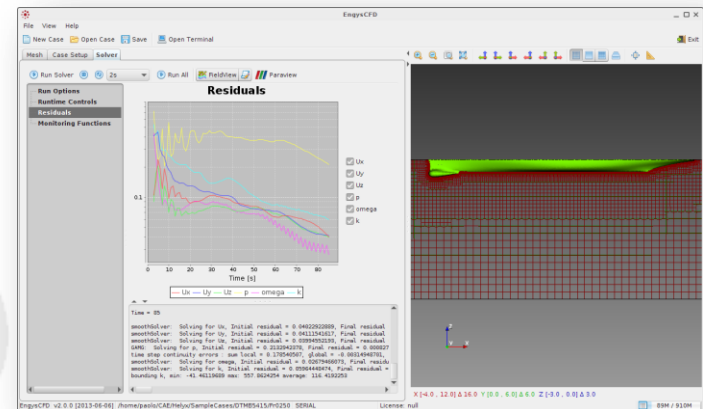 EngysCFD
File View Help
New Case Open Case Save Open Terminal Exit
Mesh Case Setup Solver
Run Solver 2s Run All FieldView Paraview
Run Options
Runtime Controls
Residuals
Monitoring Functions
Residuals
0.1
0 10 20 30 40 50 60 70 80
Time [s]
Ux
Uy
Uz
p
omega
k
Ux Uy Uz p omega k
Time = 85
smoothSolver: Solving for Ux, Initial residual = 0.04022922889, Final residual
smoothSolver: Solving for Uy, Initial residual = 0.04111541617, Final residual
smoothSolver: Solving for Uz, Initial residual = 0.03994552193, Final residual
GAMG: Solving for p, Initial residual = 0.2132942378, Final residual = 0.000827
time step continuity errors : sum local = 0.178540507, global = -0.00314948781,
smoothSolver: Solving for omega, Initial residual = 0.02679460873, Final residu
smoothSolver: Solving for k, Initial residual = 0.05964440474, Final residual =
bounding k, min: -41.46119688 max: 557.0624254 average: 116.4192253
X [-4.0 , 12.0] Δ 16.0 Y [0.0 , 6.0] Δ 6.0 Z [-3.0 , 0.0] Δ 3.0
EngysCFD v2.0.0 [2013-06-06] /home/paolo/CAE/Helyx/SampleCases/DTMB5415/Fr0250 SERIAL License: null 89M / 910M